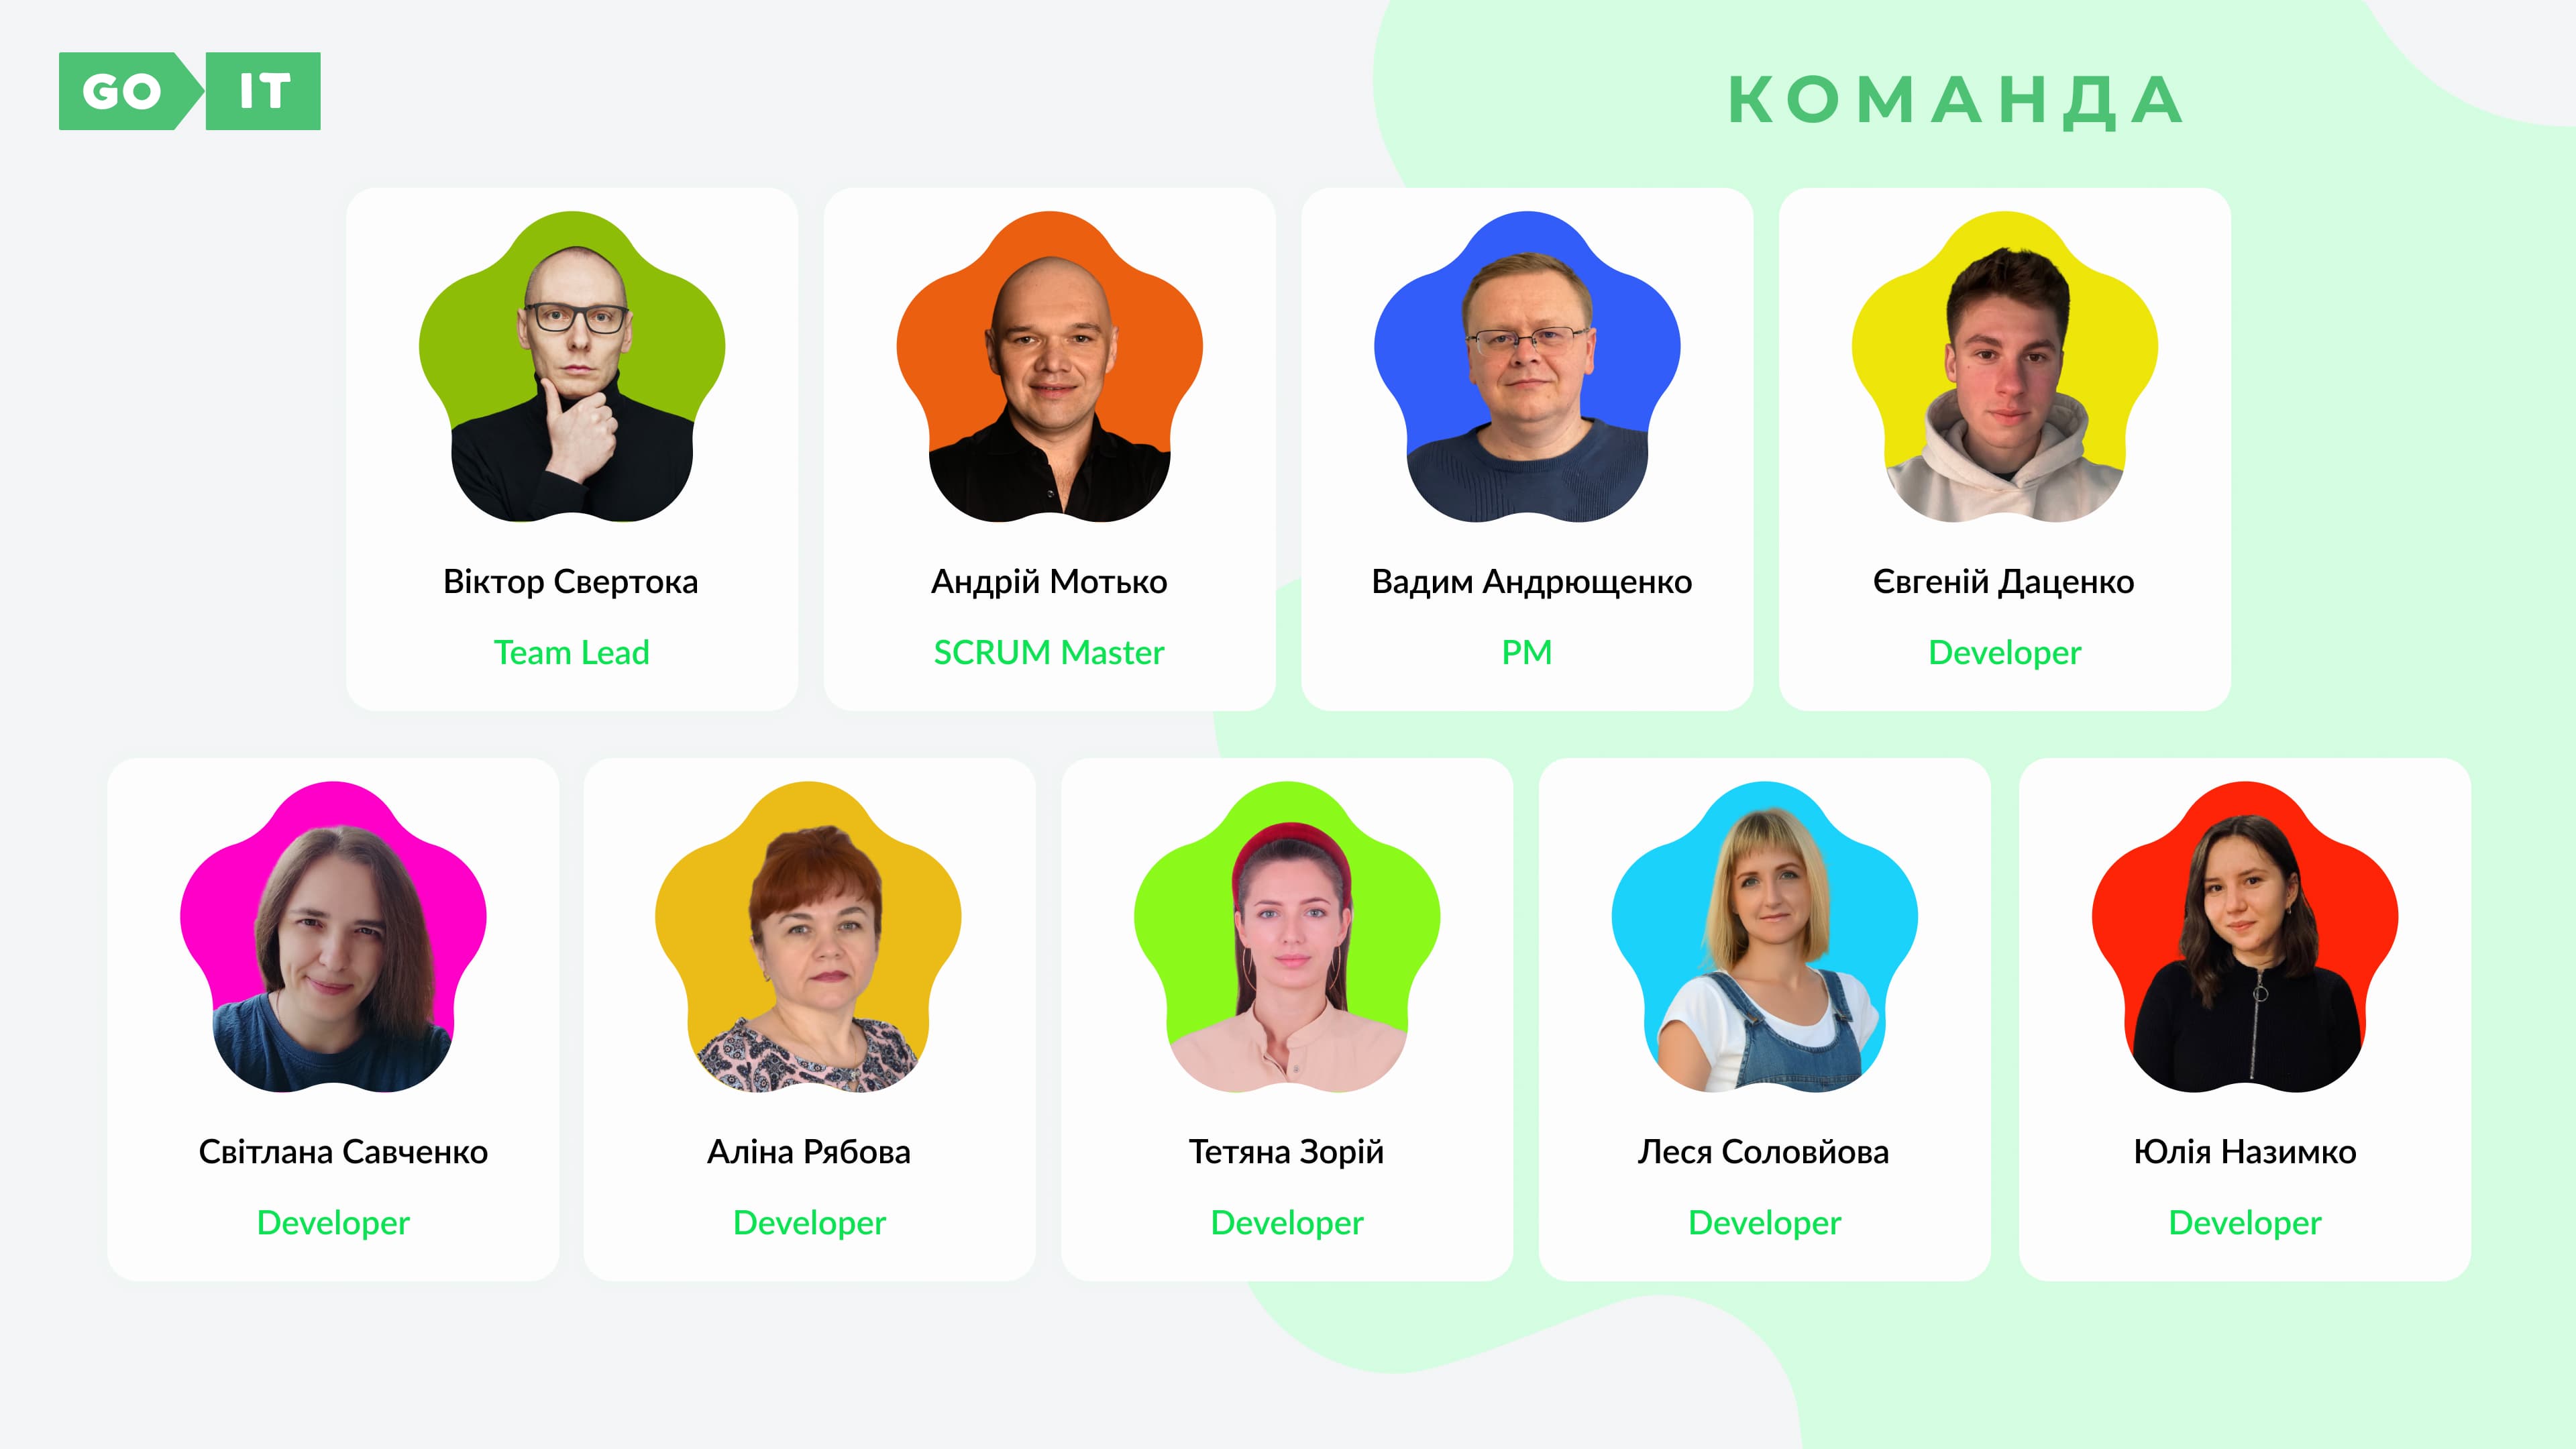 GO IT
КОМАНДА
Віктор Свертока
Team Lead
Андрій Мотько
SCRUM Master
Вадим Андрющенко
PM
Євгеній Даценко
Developer
Світлана Савченко
Developer
Аліна Рябова
Developer
Тетяна Зорій
Developer
Леся Соловйова
Developer
Юлія Назимко
Developer